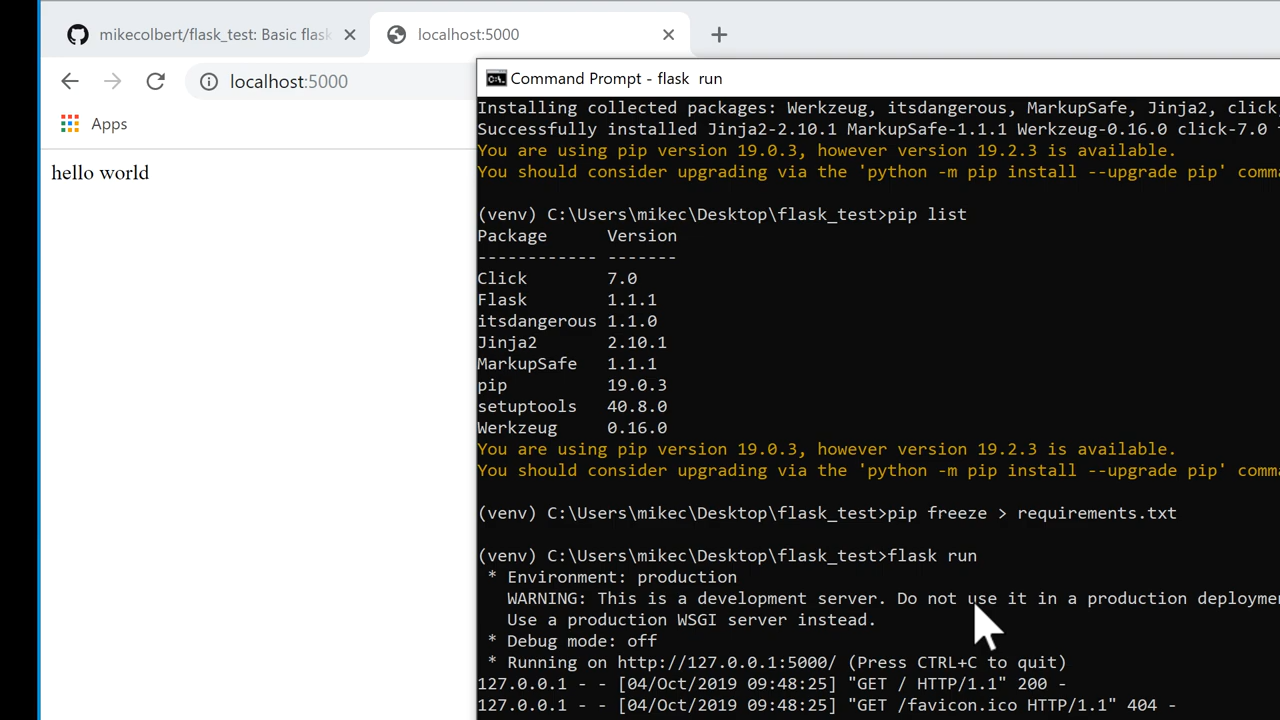 mikecolbert/flask_test: Basic flask
localhost:5000
localhost:5000
Apps
hello world
Command Prompt - flask run
Installing collected packages: Werkzeug, itsdangerous, MarkupSafe, Jinja2, click,
Successfully installed Jinja2-2.10.1 MarkupSafe-1.1.1 Werkzeug-0.16.0 click-7.0
You are using pip version 19.0.3, however version 19.2.3 is available.
You should consider upgrading via the 'python -m pip install --upgrade pip' comma
(venv) C:\Users\mikec\Desktop\flask_test>pip list
Package Version
------------ -------
Click 7.0
Flask 1.1.1
itsdangerous 1.1.0
Jinja2 2.10.1
MarkupSafe 1.1.1
pip 19.0.3
setuptools 40.8.0
Werkzeug 0.16.0
You are using pip version 19.0.3, however version 19.2.3 is available.
You should consider upgrading via the 'python -m pip install --upgrade pip' comma
(venv) C:\Users\mikec\Desktop\flask_test>pip freeze > requirements.txt
(venv) C:\Users\mikec\Desktop\flask_test>flask run
* Environment: production
WARNING: This is a development server. Do not use it in a production deployme
Use a production WSGI server instead.
* Debug mode: off
* Running on http://127.0.0.1:5000/ (Press CTRL+C to quit)
127.0.0.1 - - [04/Oct/2019 09:48:25] "GET / HTTP/1.1" 200 -
127.0.0.1 - - [04/Oct/2019 09:48:25] "GET /favicon.ico HTTP/1.1" 404 -